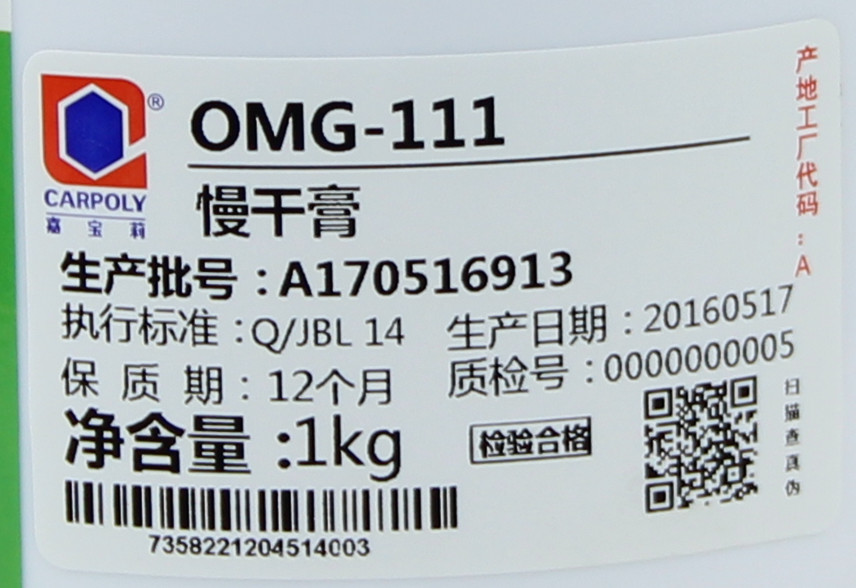 OMG-111
®
CARPOLY
嘉宝莉
慢干膏
生产批号：A170516913
执行标准：Q/JBL 14
生产日期：20160517
保质期：12个月
质检号：0000000005
净含量：1kg
检验合格
7358221204514003
扫描查真伪
产地工厂代码：A